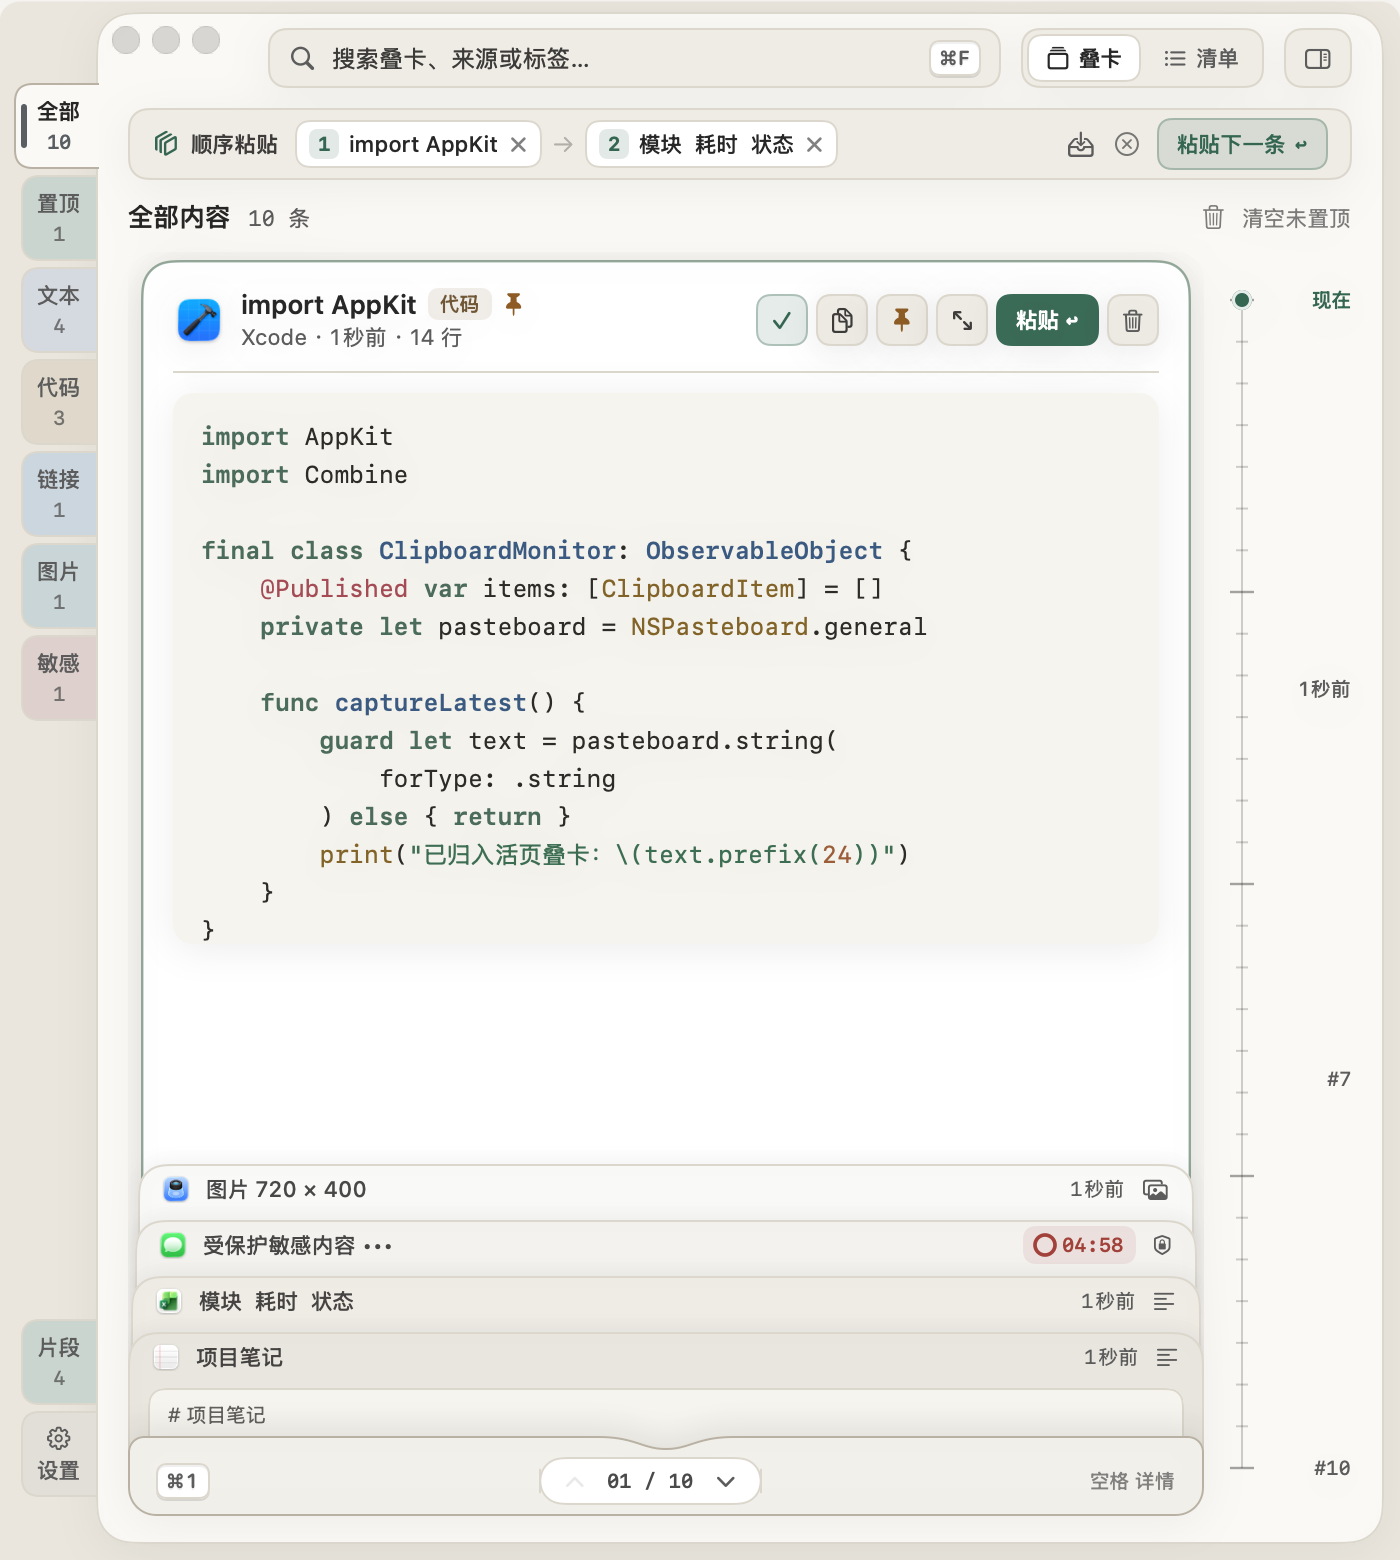 搜索叠卡、来源或标签... ⌘F 叠卡 清单
全部
10
置顶
1
文本
4
代码
3
链接
1
图片
1
敏感
1
片段
4
设置
顺序粘贴 1 import AppKit × → 2 模块 耗时 状态 × 粘贴下一条 ↩
全部内容 10 条 清空未置顶
import AppKit 代码
Xcode · 1秒前 · 14 行
粘贴 ↩
import AppKit
import Combine
final class ClipboardMonitor: ObservableObject {
    @Published var items: [ClipboardItem] = []
    private let pasteboard = NSPasteboard.general
    func captureLatest() {
        guard let text = pasteboard.string(
            forType: .string
        ) else { return }
        print("已归入活页叠卡: \(text.prefix(24))")
    }
}
图片 720 × 400 1秒前
受保护敏感内容 ••• 04:58
模块 耗时 状态 1秒前
项目笔记 1秒前
# 项目笔记
⌘1 01 / 10 空格 详情
现在
1秒前
#7
#10